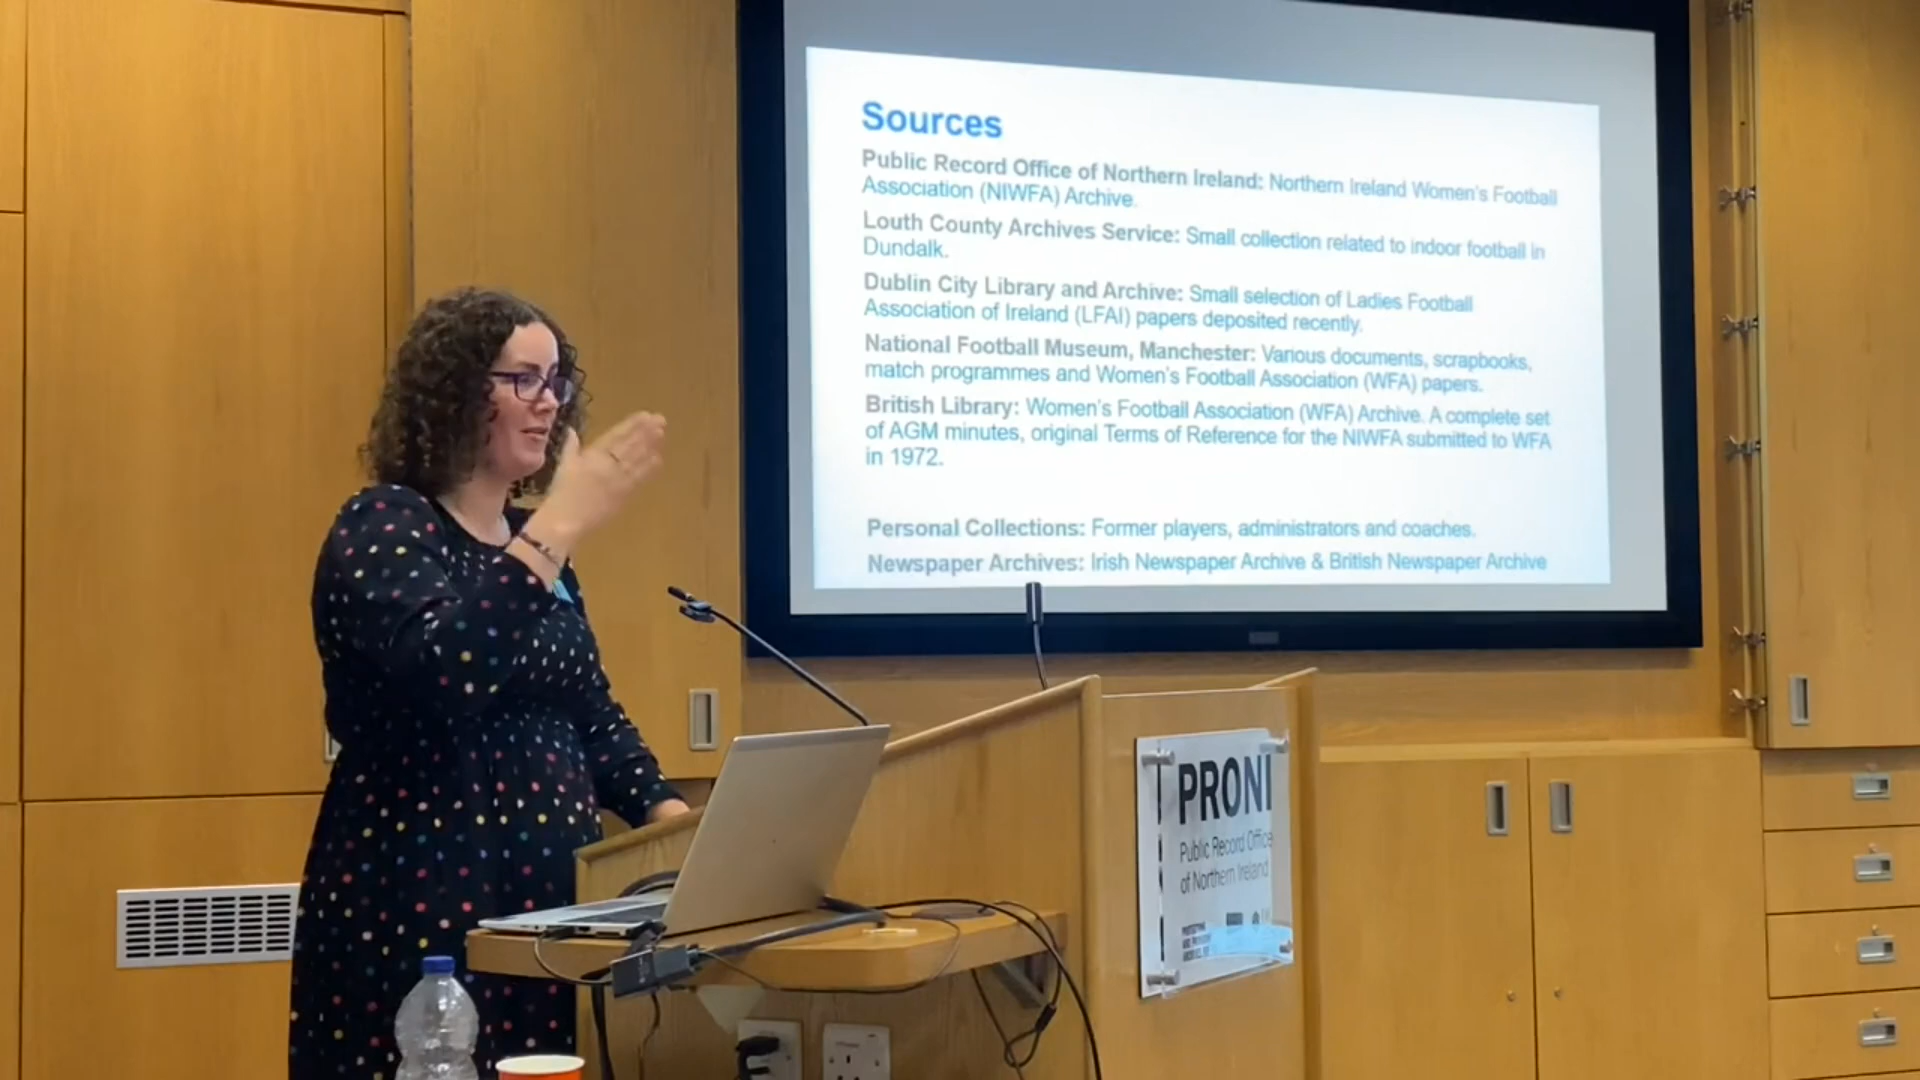 Sources
Public Record Office of Northern Ireland: Northern Ireland Women's Football
Association (NIWFA) Archive.
Louth County Archives Service: Small collection related to indoor football in
Dundalk.
Dublin City Library and Archive: Small selection of Ladies Football
Association of Ireland (LFAI) papers deposited recently.
National Football Museum, Manchester: Various documents, scrapbooks,
match programmes and Women's Football Association (WFA) papers.
British Library: Women's Football Association (WFA) Archive. A complete set
of AGM minutes, original Terms of Reference for the NIWFA submitted to WFA
in 1972.
Personal Collections: Former players, administrators and coaches.
Newspaper Archives: Irish Newspaper Archive & British Newspaper Archive
PRONI
Public Record Office
of Northern Ireland